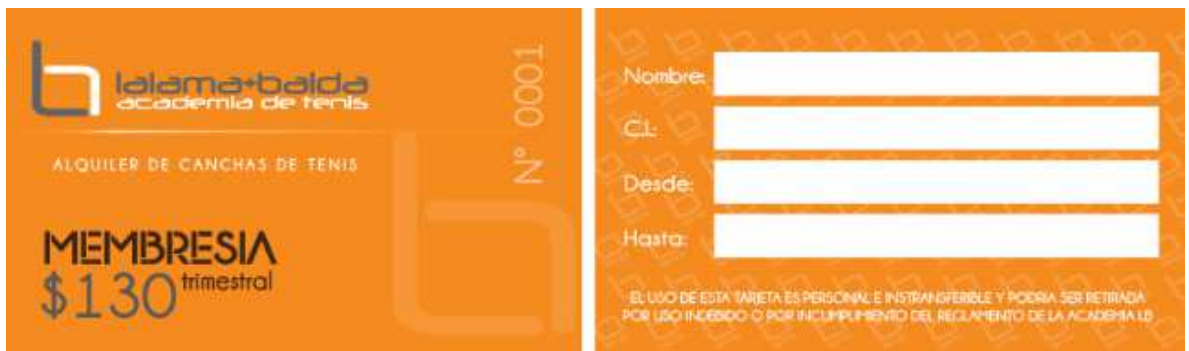 lalama+balda
academia de tenis
ALQUILER DE CANCHAS DE TENIS
N° 0001
MEMBRESIA
$130 trimestral
Nombre:
C.I.:
Desde:
Hasta:
EL USO DE ESTA TARJETA ES PERSONAL E INSTRANSFERIBLE Y PODRIA SER RETIRADA
POR USO INDEBIDO O POR INCUMPLIMIENTO DEL REGLAMENTO DE LA ACADEMIA LB